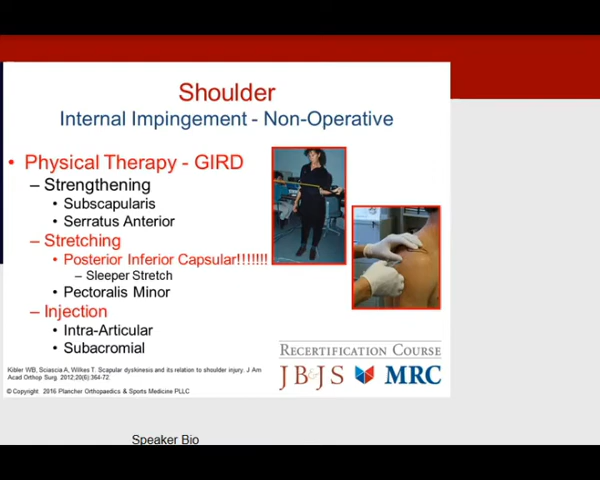 Shoulder
Internal Impingement - Non-Operative
• Physical Therapy - GIRD
– Strengthening
• Subscapularis
• Serratus Anterior
– Stretching
• Posterior Inferior Capsular!!!!!!!
– Sleeper Stretch
• Pectoralis Minor
– Injection
• Intra-Articular
• Subacromial
RECERTIFICATION COURSE
JB&JS MRC
Kibler WB, Sciascia A, Wilkes T. Scapular dyskinesis and its relation to shoulder injury. J Am
Acad Orthop Surg. 2012;20(6):364-72.
© Copyright 2016 Plancher Orthopaedics & Sports Medicine PLLC
Speaker Bio